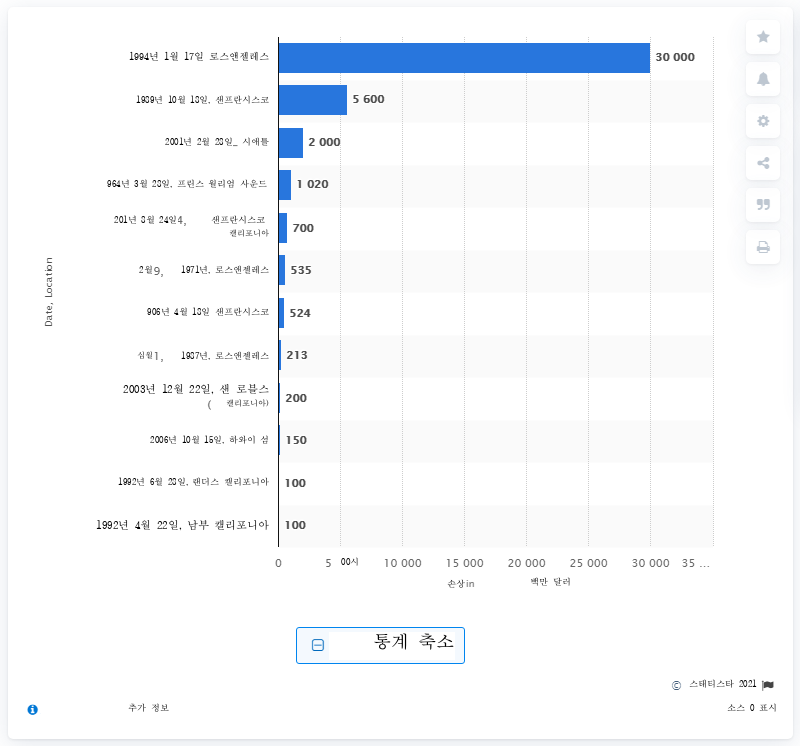 1994년 1월 17일 로스앤젤레스
30 000
1989년 10월 18일, 샌프란시스코
5 600
2001년 2월 28일_ 시애틀
2 000
964년 3월 28일, 프린스 윌리엄 사운드
1 020
201년 8월 24일4, 샌프란시스코
캘리포니아
700
2월9, 1971년, 로스앤젤레스
535
906년 4월 18일 샌프란시스코
524
십월1, 1987년, 로스앤젤레스
213
2003년 12월 22일, 샌 로블스
( 캘리포니아)
200
2006년 10월 15일, 하와이 섬
150
1992년 6월 28일, 랜더스 캘리포니아
100
1992년 4월 22일, 남부 캘리포니아
100
Date, Location
0 5 00시 10 000 15 000 20 000 25 000 30 000 35 ...
손상in 백만 달러
통계 축소
© 스태티스타 2021
추가 정보
소스 0 표시